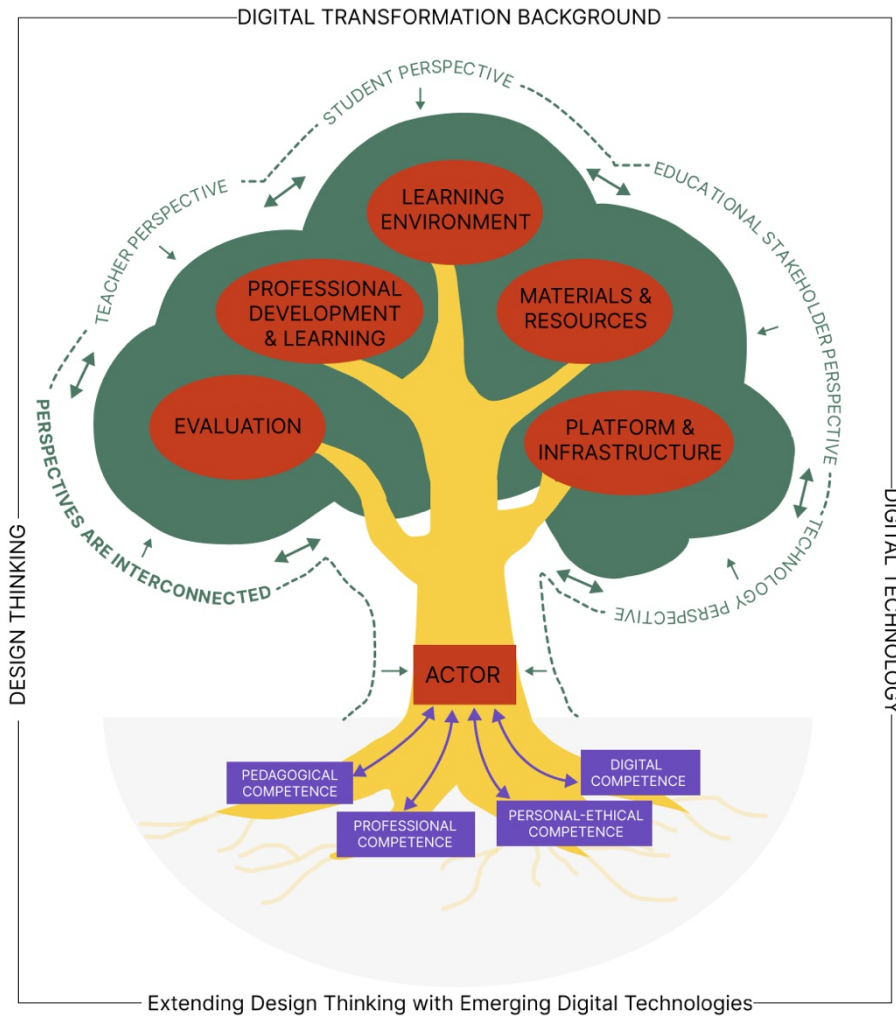 DIGITAL TRANSFORMATION BACKGROUND
STUDENT PERSPECTIVE
TEACHER PERSPECTIVE
EDUCATIONAL STAKEHOLDER PERSPECTIVE
LEARNING
ENVIRONMENT
PROFESSIONAL
DEVELOPMENT
& LEARNING
MATERIALS &
RESOURCES
EVALUATION
PLATFORM &
INFRASTRUCTURE
PERSPECTIVES ARE INTERCONNECTED
TECHNOLOGY PERSPECTIVE
DESIGN THINKING
DIGITAL TECHNOLOGY
ACTOR
PEDAGOGICAL
COMPETENCE
PROFESSIONAL
COMPETENCE
PERSONAL-ETHICAL
COMPETENCE
DIGITAL
COMPETENCE
Extending Design Thinking with Emerging Digital Technologies